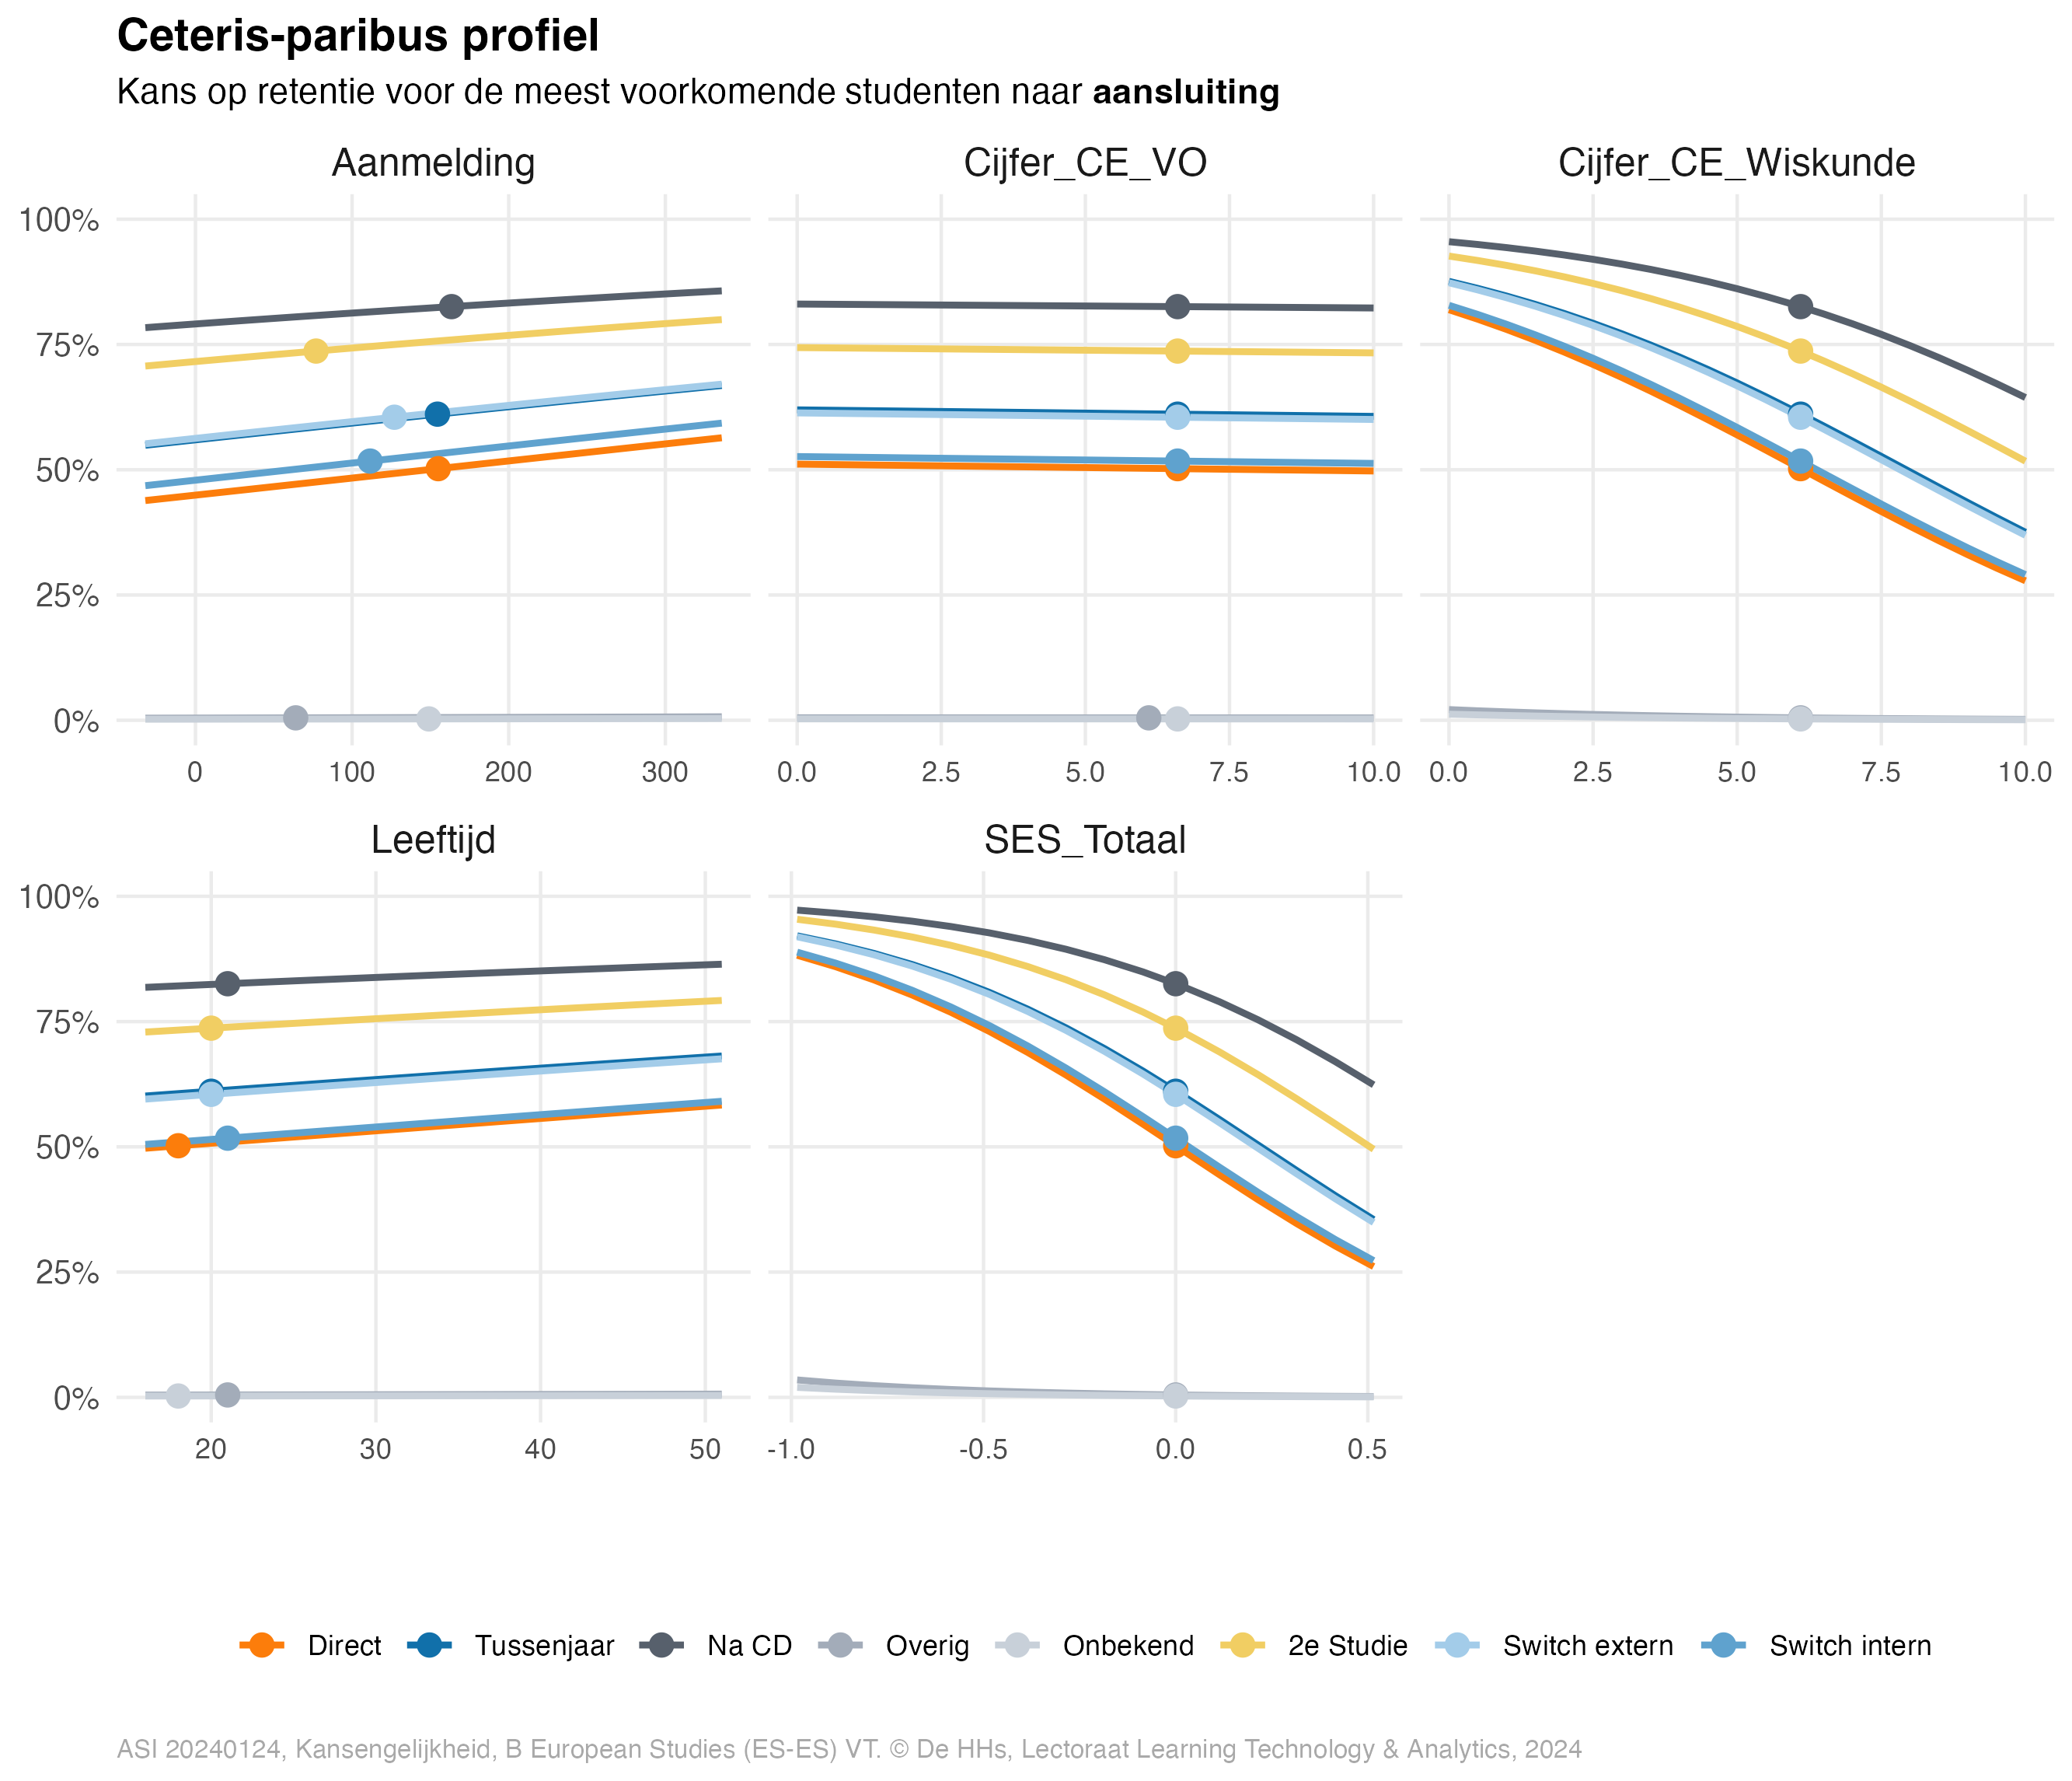 Ceteris-paribus profiel
Kans op retentie voor de meest voorkomende studenten naar aansluiting
Aanmelding
Cijfer_CE_VO
Cijfer_CE_Wiskunde
100%
75%
50%
25%
0%
0 100 200 300
0.0 2.5 5.0 7.5 10.0
0.0 2.5 5.0 7.5 10.0
Leeftijd
SES_Totaal
100%
75%
50%
25%
0%
20 30 40 50
-1.0 -0.5 0.0 0.5
Direct Tussenjaar Na CD Overig Onbekend 2e Studie Switch extern Switch intern
ASI 20240124, Kansengelijkheid, B European Studies (ES-ES) VT. © De HHs, Lectoraat Learning Technology & Analytics, 2024